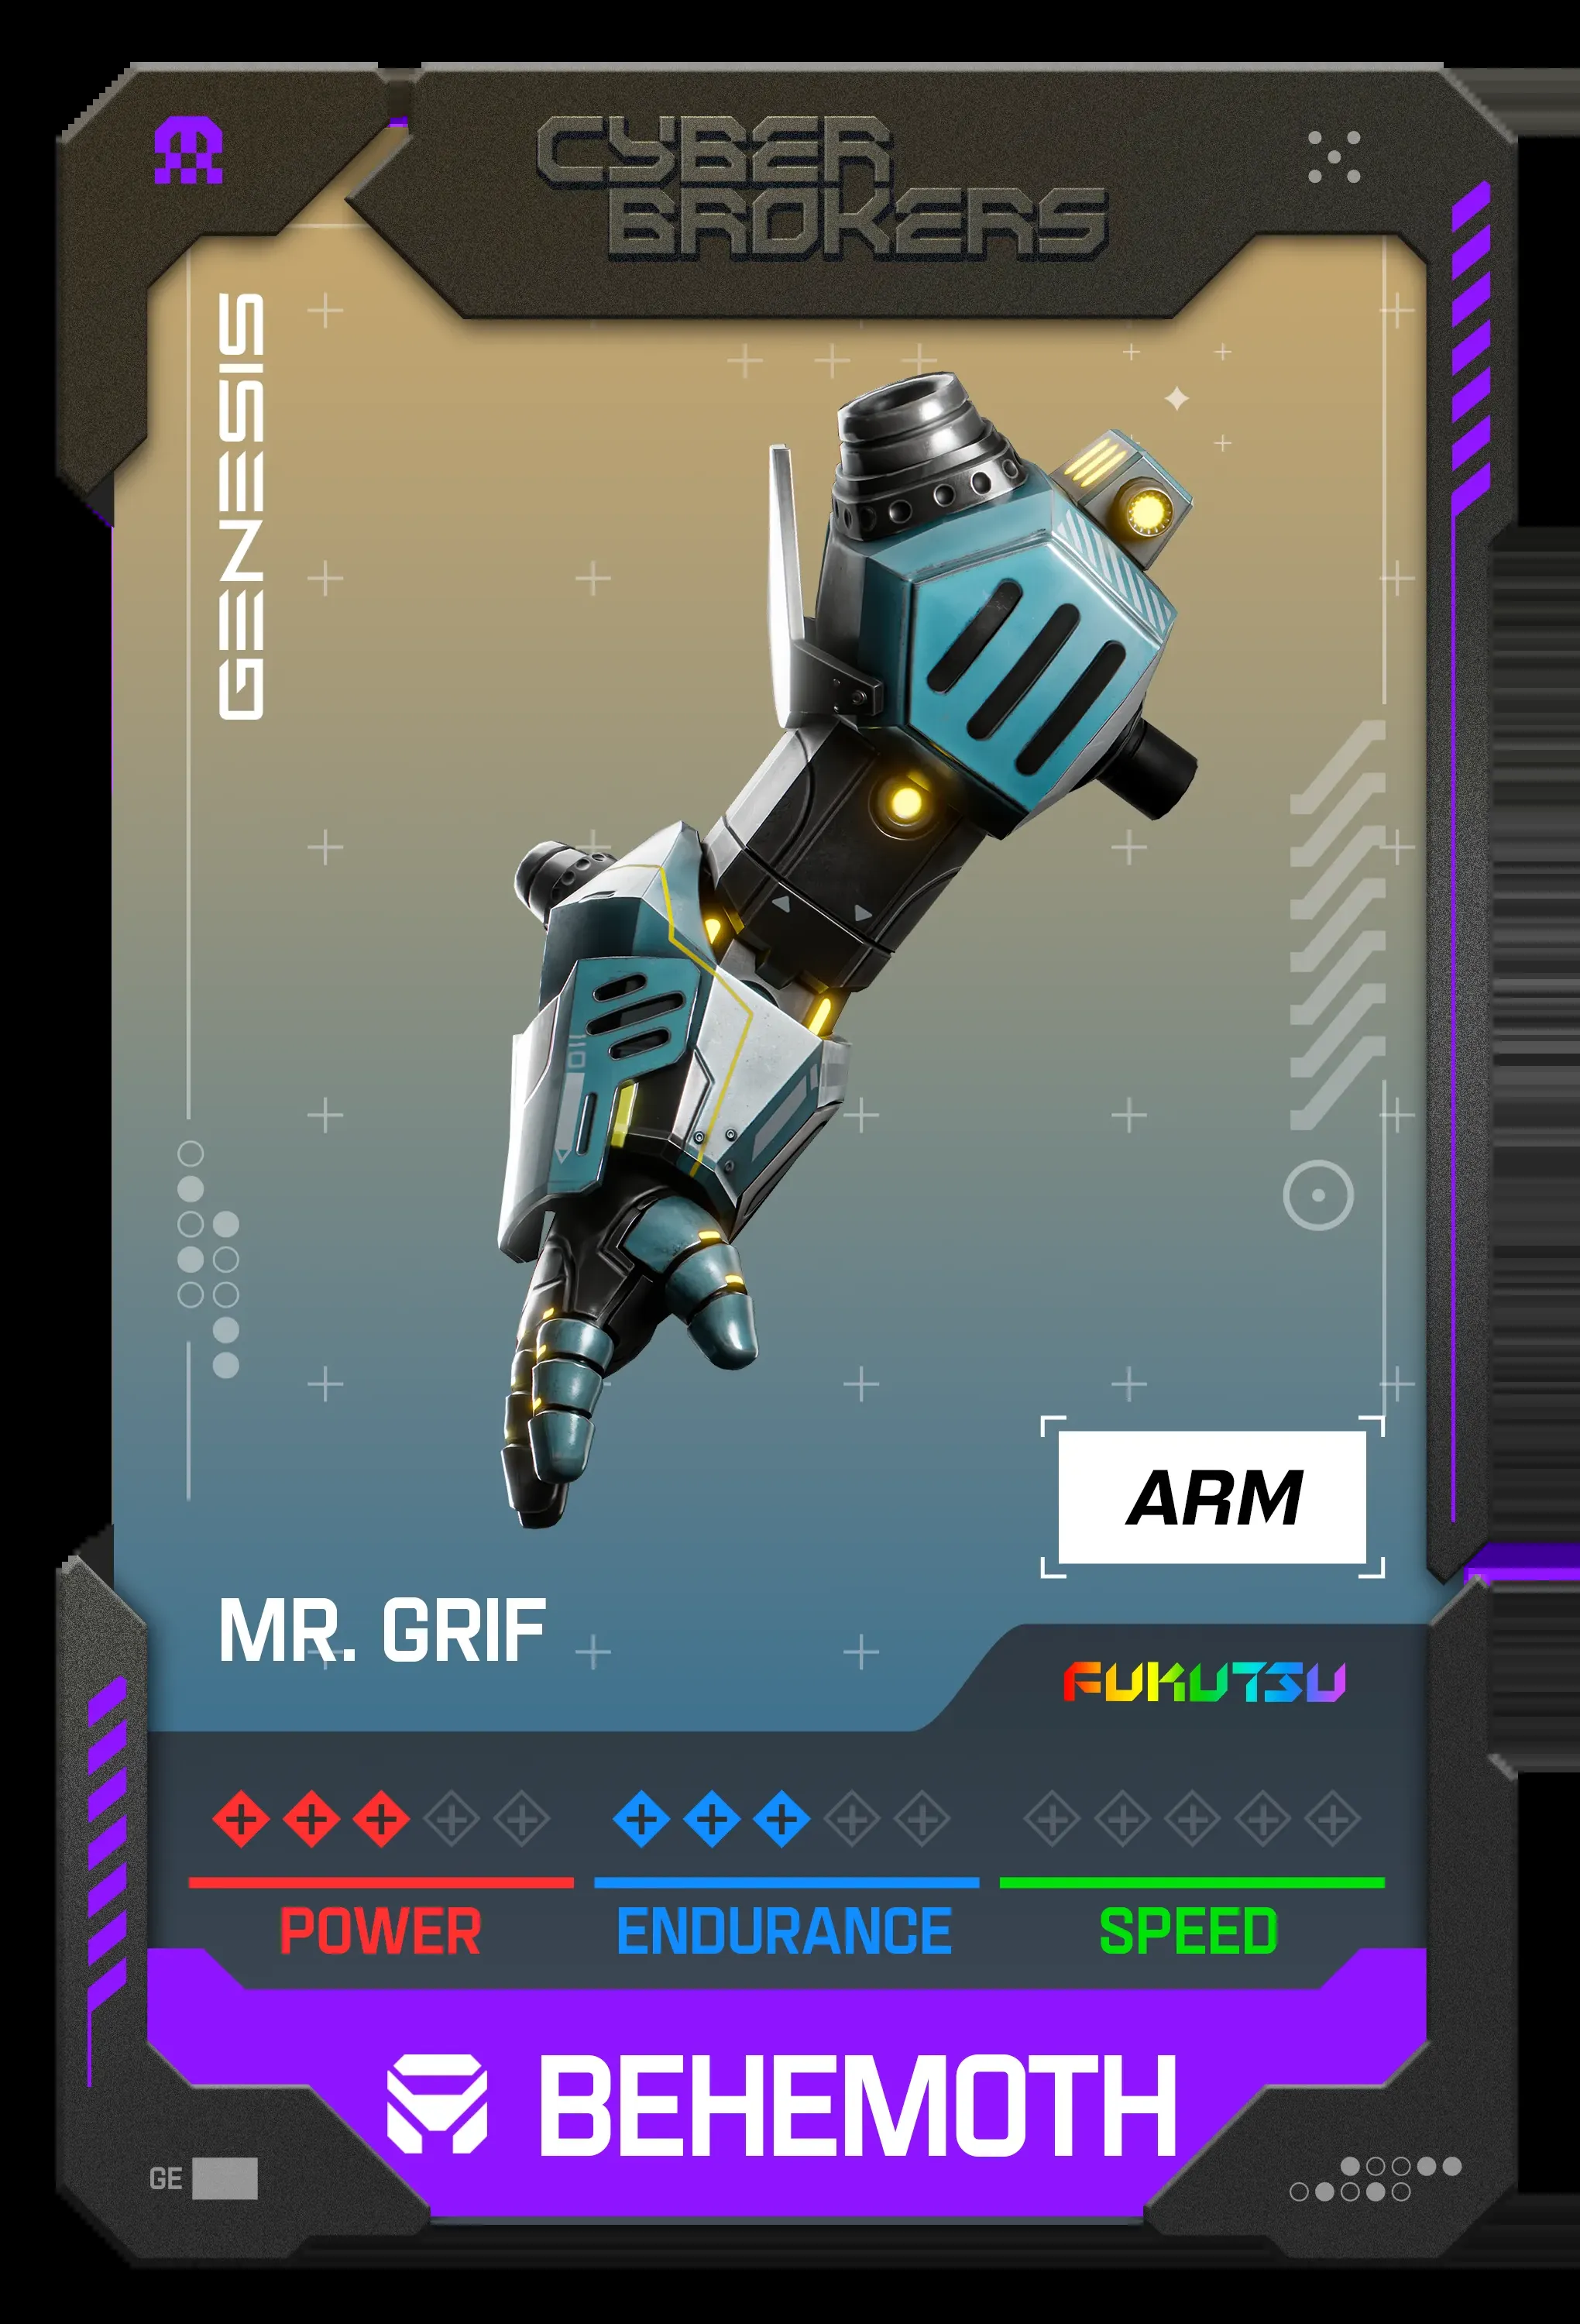 CYBER
BROKERS
GENESIS
ARM
MR. GRIF
FUKUTSU
POWER
ENDURANCE
SPEED
BEHEMOTH
GE